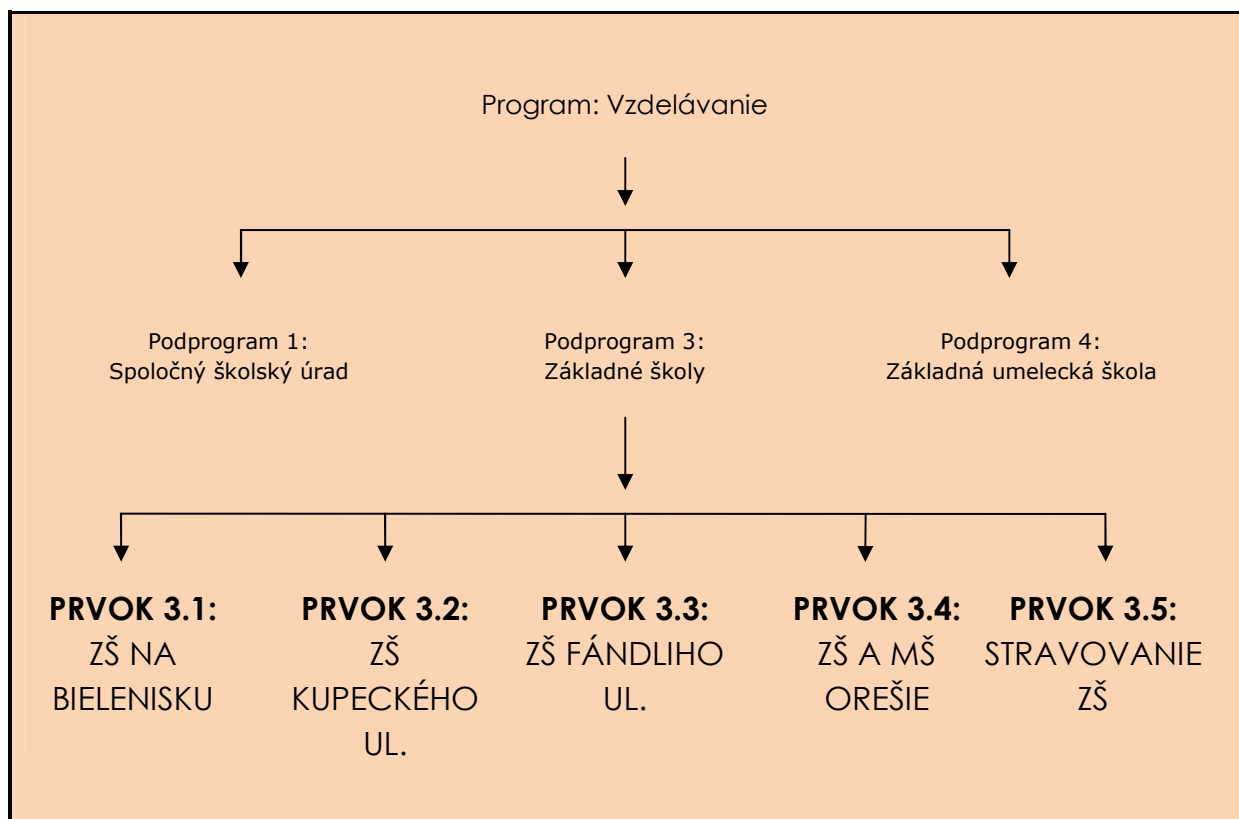 Program: Vzdelávanie
Podprogram 1:
Spoločný školský úrad
Podprogram 3:
Základné školy
Podprogram 4:
Základná umelecká škola
PRVOK 3.1:
ZŠ NA
BIELENISKU
PRVOK 3.2:
ZŠ
KUPECKÉHO
UL.
PRVOK 3.3:
ZŠ FÁNDLIHO
UL.
PRVOK 3.4:
ZŠ A MŠ
OREŠIE
PRVOK 3.5:
STRAVOVANIE
ZŠ